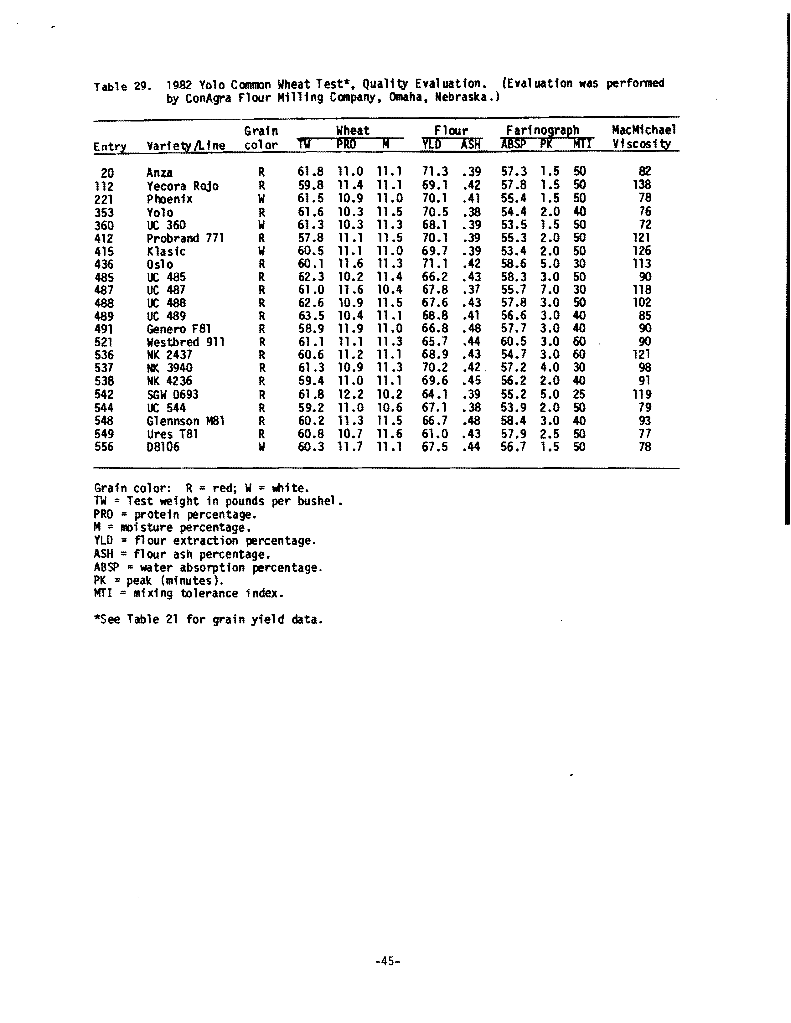 Table 29. 1982 Yolo Common Wheat Test*, Quality Evaluation. (Evaluation was performed
by ConAgra Flour Milling Company, Omaha, Nebraska.)
Grain Wheat Flour Farinograph MacMichael
Entry Variety/Line color TW PRO M YLD ASH ABSP PK MTI Viscosity
20 Anza R 61.8 11.0 11.1 71.3 .39 57.3 1.5 50 82
112 Yecora Rojo R 59.8 11.4 11.1 69.1 .42 57.8 1.5 50 138
221 Phoenix W 61.5 10.9 11.0 70.1 .41 55.4 1.5 50 78
353 Yolo R 61.6 10.3 11.5 70.5 .38 54.4 2.0 40 76
360 UC 360 W 61.3 10.3 11.3 68.1 .39 53.5 1.5 50 72
412 Probrand 771 R 57.8 11.1 11.5 70.1 .39 55.3 2.0 50 121
415 Klasic W 60.5 11.1 11.0 69.7 .39 53.4 2.0 50 126
436 Oslo R 60.1 11.6 11.3 71.1 .42 58.6 5.0 30 113
485 UC 485 R 62.3 10.2 11.4 66.2 .43 58.3 3.0 50 90
487 UC 487 R 61.0 11.6 10.4 67.8 .37 55.7 7.0 30 118
488 UC 488 R 62.6 10.9 11.5 67.6 .43 57.8 3.0 50 102
489 UC 489 R 63.5 10.4 11.1 68.8 .41 56.6 3.0 40 85
491 Genero F81 R 58.9 11.9 11.0 66.8 .48 57.7 3.0 40 90
521 Westbred 911 R 61.1 11.1 11.3 65.7 .44 60.5 3.0 60 90
536 NK 2437 R 60.6 11.2 11.1 68.9 .43 54.7 3.0 60 121
537 NK 3940 R 61.3 10.9 11.3 70.2 .42 57.2 4.0 30 98
538 NK 4236 R 59.4 11.0 11.1 69.6 .45 56.2 2.0 40 91
542 SGW 0693 R 61.8 12.2 10.2 64.1 .39 55.2 5.0 25 119
544 UC 544 R 59.2 11.0 10.6 67.1 .38 53.9 2.0 50 79
548 Glennson M81 R 60.2 11.3 11.5 66.7 .48 58.4 3.0 40 93
549 Ures T81 R 60.8 10.7 11.6 61.0 .43 57.9 2.5 50 77
556 D8106 W 60.3 11.7 11.1 67.5 .44 56.7 1.5 50 78
Grain color: R = red; W = white.
TW = Test weight in pounds per bushel.
PRO = protein percentage.
M = moisture percentage.
YLD = flour extraction percentage.
ASH = flour ash percentage.
ABSP = water absorption percentage.
PK = peak (minutes).
MTI = mixing tolerance index.
*See Table 21 for grain yield data.
-45-